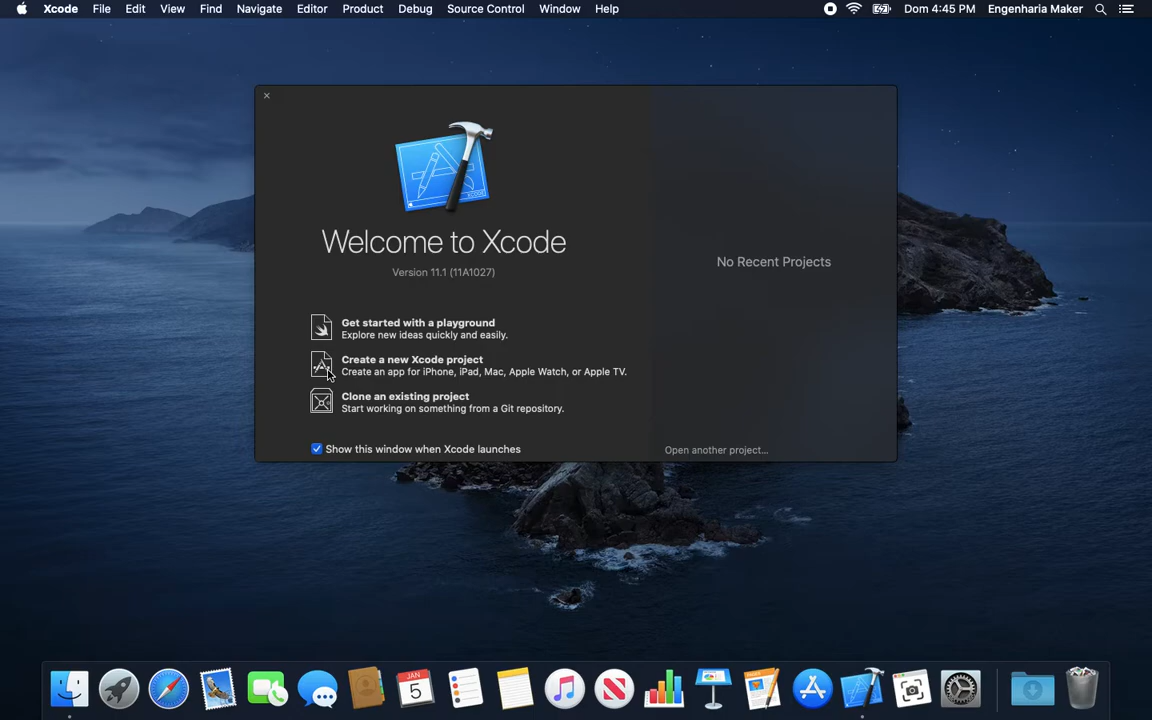 Xcode File Edit View Find Navigate Editor Product Debug Source Control Window Help Dom 4:45 PM Engenharia Maker
Welcome to Xcode
Version 11.1 (11A1027)
No Recent Projects
Get started with a playground
Explore new ideas quickly and easily.
Create a new Xcode project
Create an app for iPhone, iPad, Mac, Apple Watch, or Apple TV.
Clone an existing project
Start working on something from a Git repository.
Show this window when Xcode launches
Open another project...
JAN
5